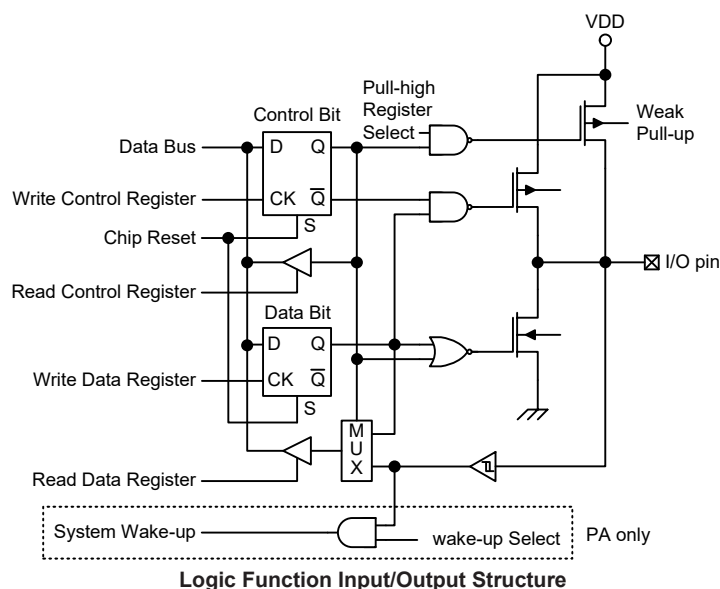 VDD
Pull-high
Register
Select
Weak
Pull-up
Control Bit
Data Bus
D
Q
Write Control Register
CK
Q
S
Chip Reset
I/O pin
Read Control Register
Data Bit
D
Q
Write Data Register
CK
Q
S
M
U
X
Read Data Register
System Wake-up
wake-up Select
PA only
Logic Function Input/Output Structure